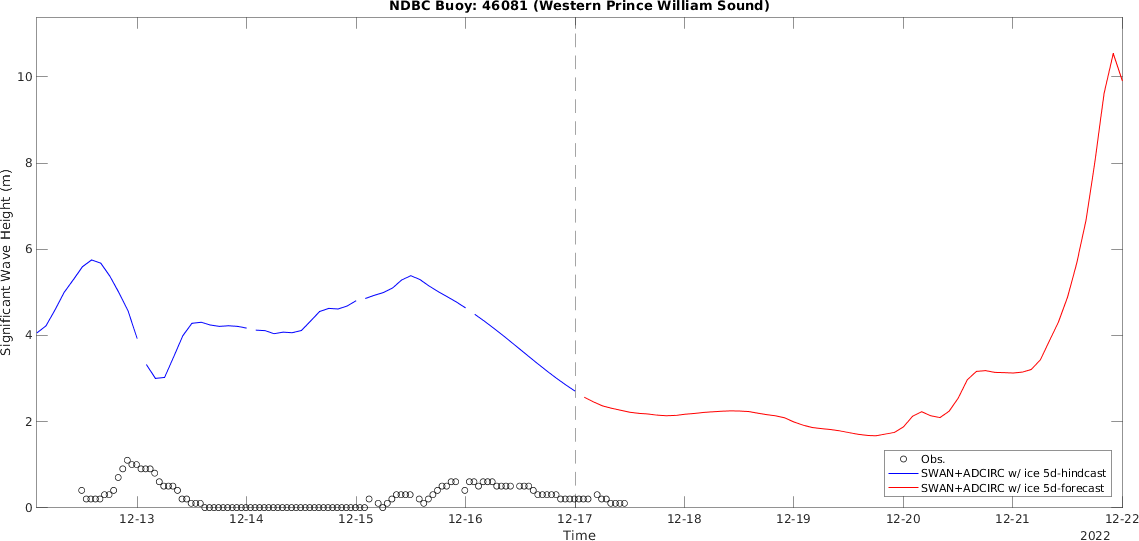 NDBC Buoy: 46081 (Western Prince William Sound)
Significant Wave Height (m)
10
8
6
4
2
0
Obs.
SWAN+ADCIRC w/ ice 5d-hindcast
SWAN+ADCIRC w/ ice 5d-forecast
12-13 12-14 12-15 12-16 12-17 12-18 12-19 12-20 12-21 12-22
Time
2022